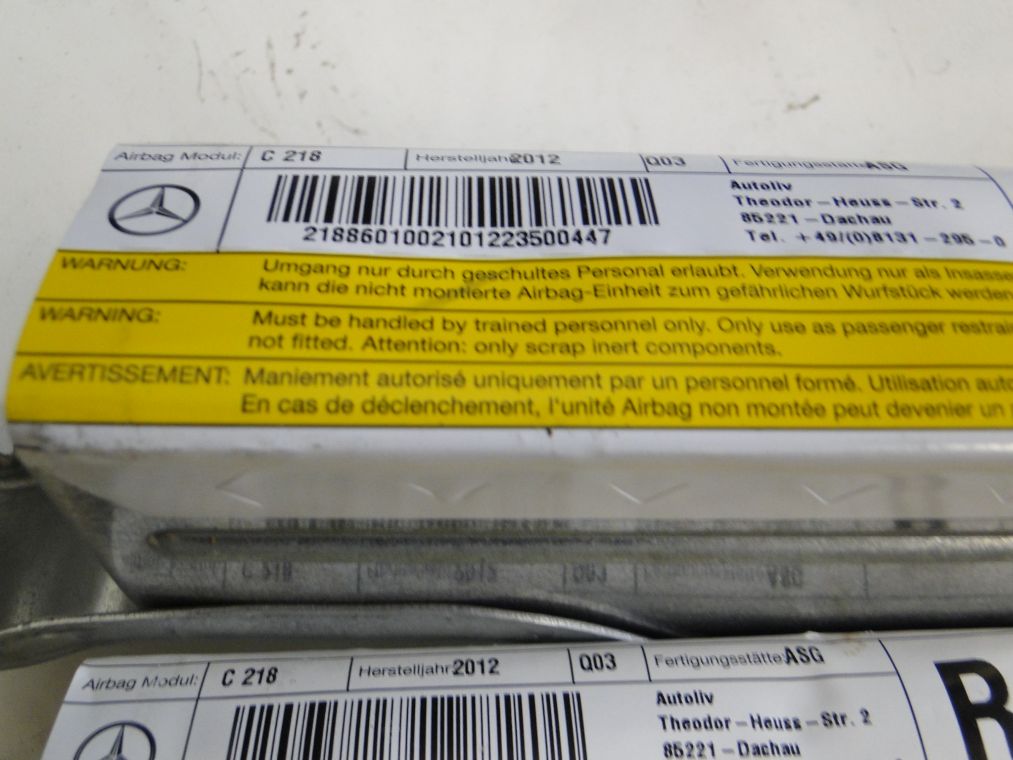 Airbag Modul: C 218 Herstelljahr 2012 Q03 Fertigungsstätte ASG
Autoliv
Theodor-Heuss-Str. 2
85221-Dachau
Tel. +49/(0)8131-295-0
2188601002101223500447
WARNUNG: Umgang nur durch geschultes Personal erlaubt. Verwendung nur als Insasse
kann die nicht montierte Airbag-Einheit zum gefährlichen Wurfstück werden
WARNING: Must be handled by trained personnel only. Only use as passenger restrai
not fitted. Attention: only scrap inert components.
AVERTISSEMENT: Maniement autorisé uniquement par un personnel formé. Utilisation auto
En cas de déclenchement, l'unité Airbag non montée peut devenier un
Airbag Modul: C 218 Herstelljahr 2012 Q03 Fertigungsstätte ASG
Autoliv
Theodor-Heuss-Str. 2
85221-Dachau
R